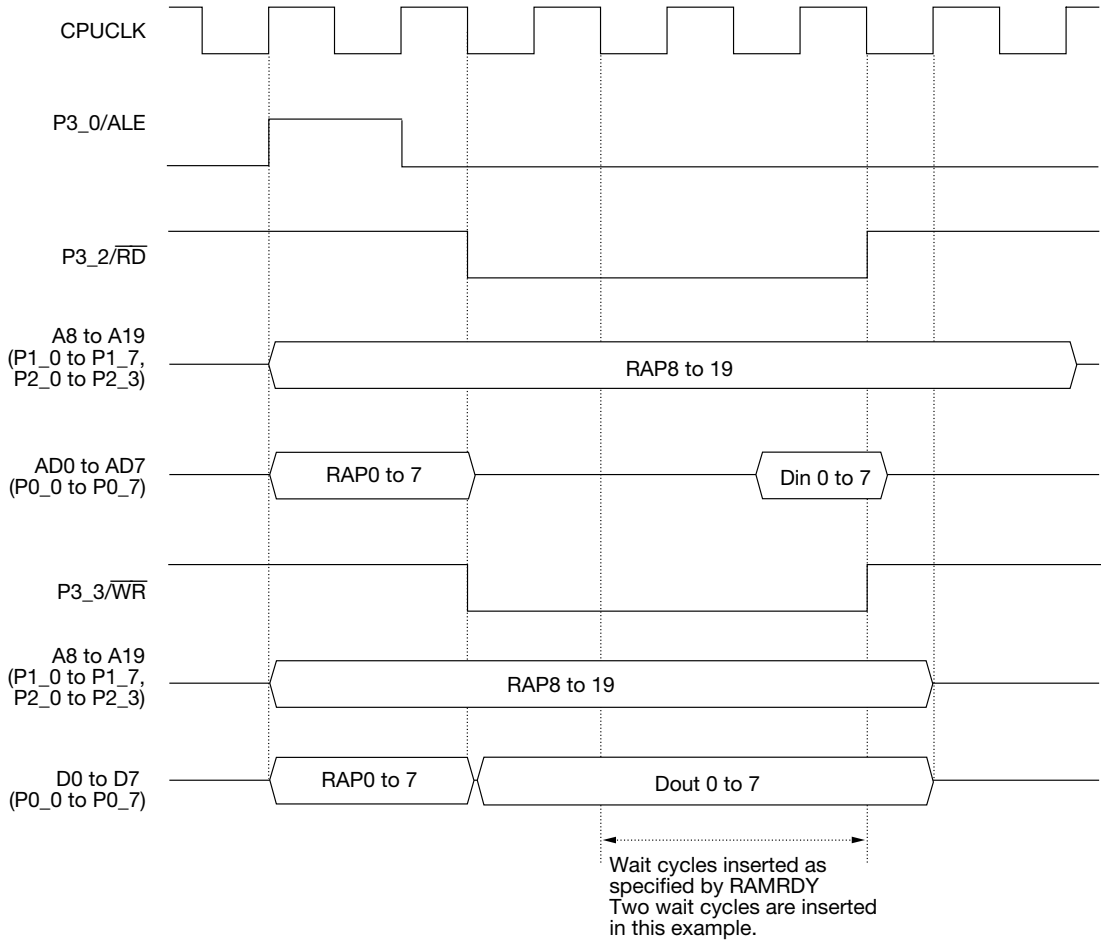 CPUCLK
P3_0/ALE
P3_2/R̅D̅
A8 to A19
(P1_0 to P1_7,
P2_0 to P2_3)
RAP8 to 19
AD0 to AD7
(P0_0 to P0_7)
RAP0 to 7
Din 0 to 7
P3_3/W̅R̅
A8 to A19
(P1_0 to P1_7,
P2_0 to P2_3)
RAP8 to 19
D0 to D7
(P0_0 to P0_7)
RAP0 to 7
Dout 0 to 7
Wait cycles inserted as
specified by RAMRDY
Two wait cycles are inserted
in this example.